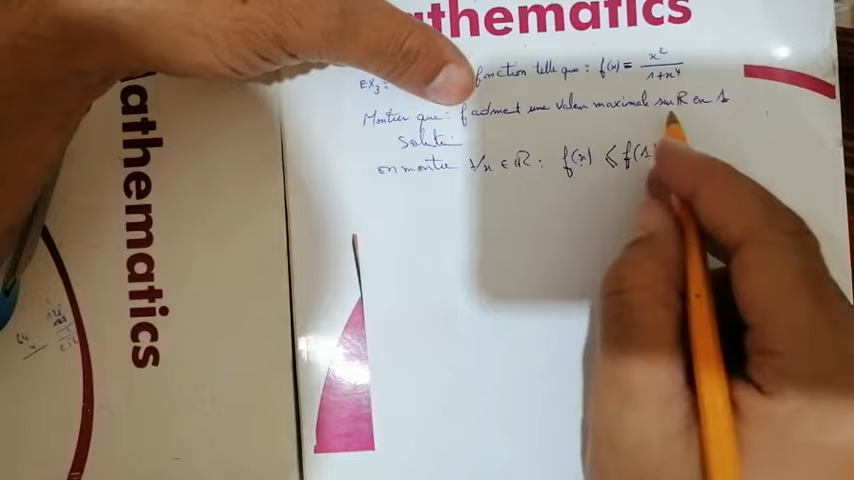 thematics
Ex3: fonction telle que: f(x) = x²/1+x⁴
Montrer que: f admet une valeur maximale sur R en 1
Solution
on montre ∀x ∈ R : f(x) ≤ f(1
athematics